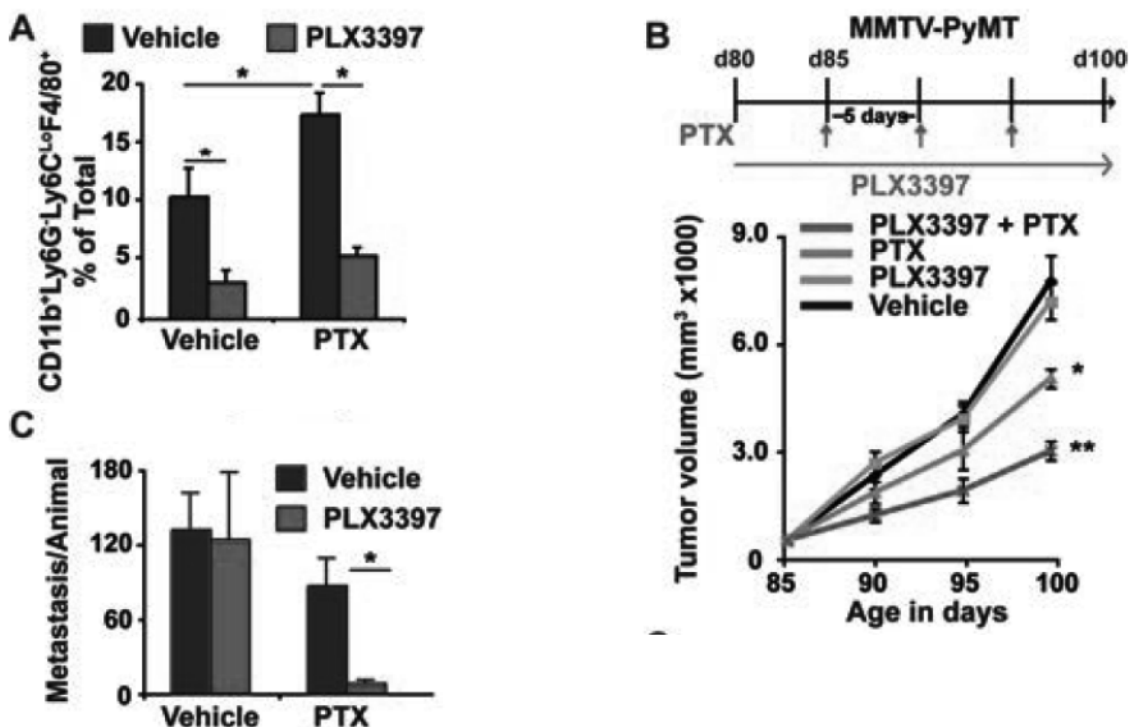 A
Vehicle PLX3397
CD11b⁺Ly6G⁻Ly6CᴸᵒF4/80⁺
% of Total
20
15
10
5
0
*
*
*
Vehicle PTX
B
MMTV-PyMT
d80 d85 d100
5 days
PTX
PLX3397
Tumor volume (mm³ x1000)
9.0
6.0
3.0
0
PLX3397 + PTX
PTX
PLX3397
Vehicle
*
**
85 90 95 100
Age in days
C
Metastasis/Animal
180
120
60
0
Vehicle
PLX3397
*
Vehicle PTX